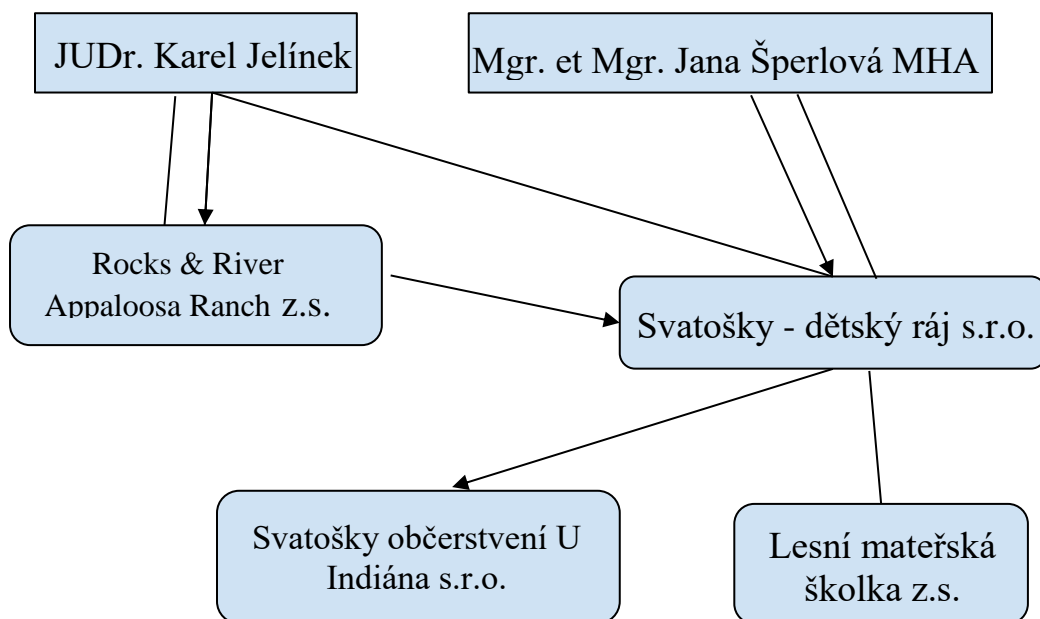 JUDr. Karel Jelínek
Mgr. et Mgr. Jana Šperlová MHA
Rocks & River
Appaloosa Ranch z.s.
Svatošky - dětský ráj s.r.o.
Svatošky občerstvení U
Indiána s.r.o.
Lesní mateřská
školka z.s.